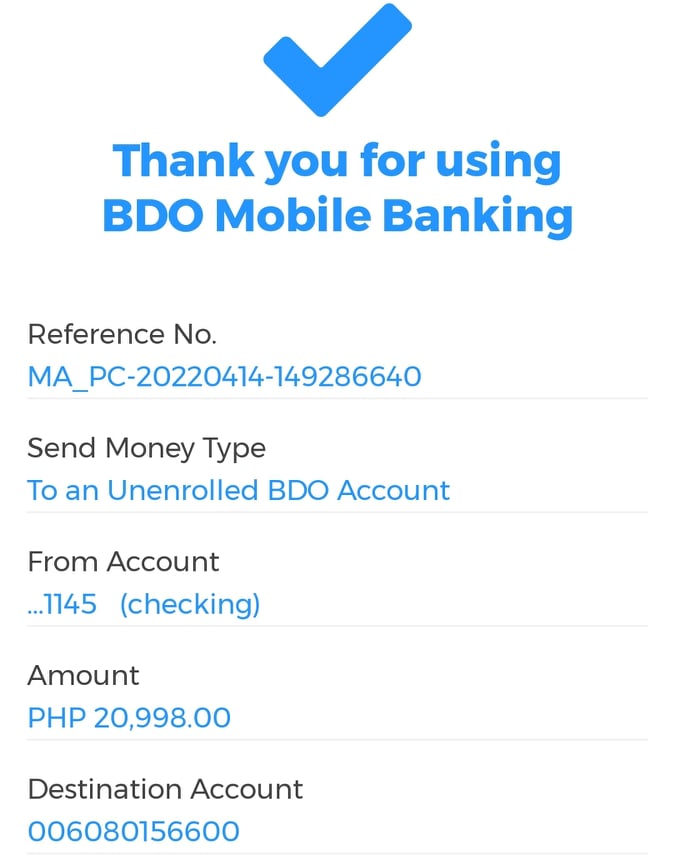 Thank you for using
BDO Mobile Banking
Reference No.
MA_PC-20220414-149286640
Send Money Type
To an Unenrolled BDO Account
From Account
...1145 (checking)
Amount
PHP 20,998.00
Destination Account
006080156600